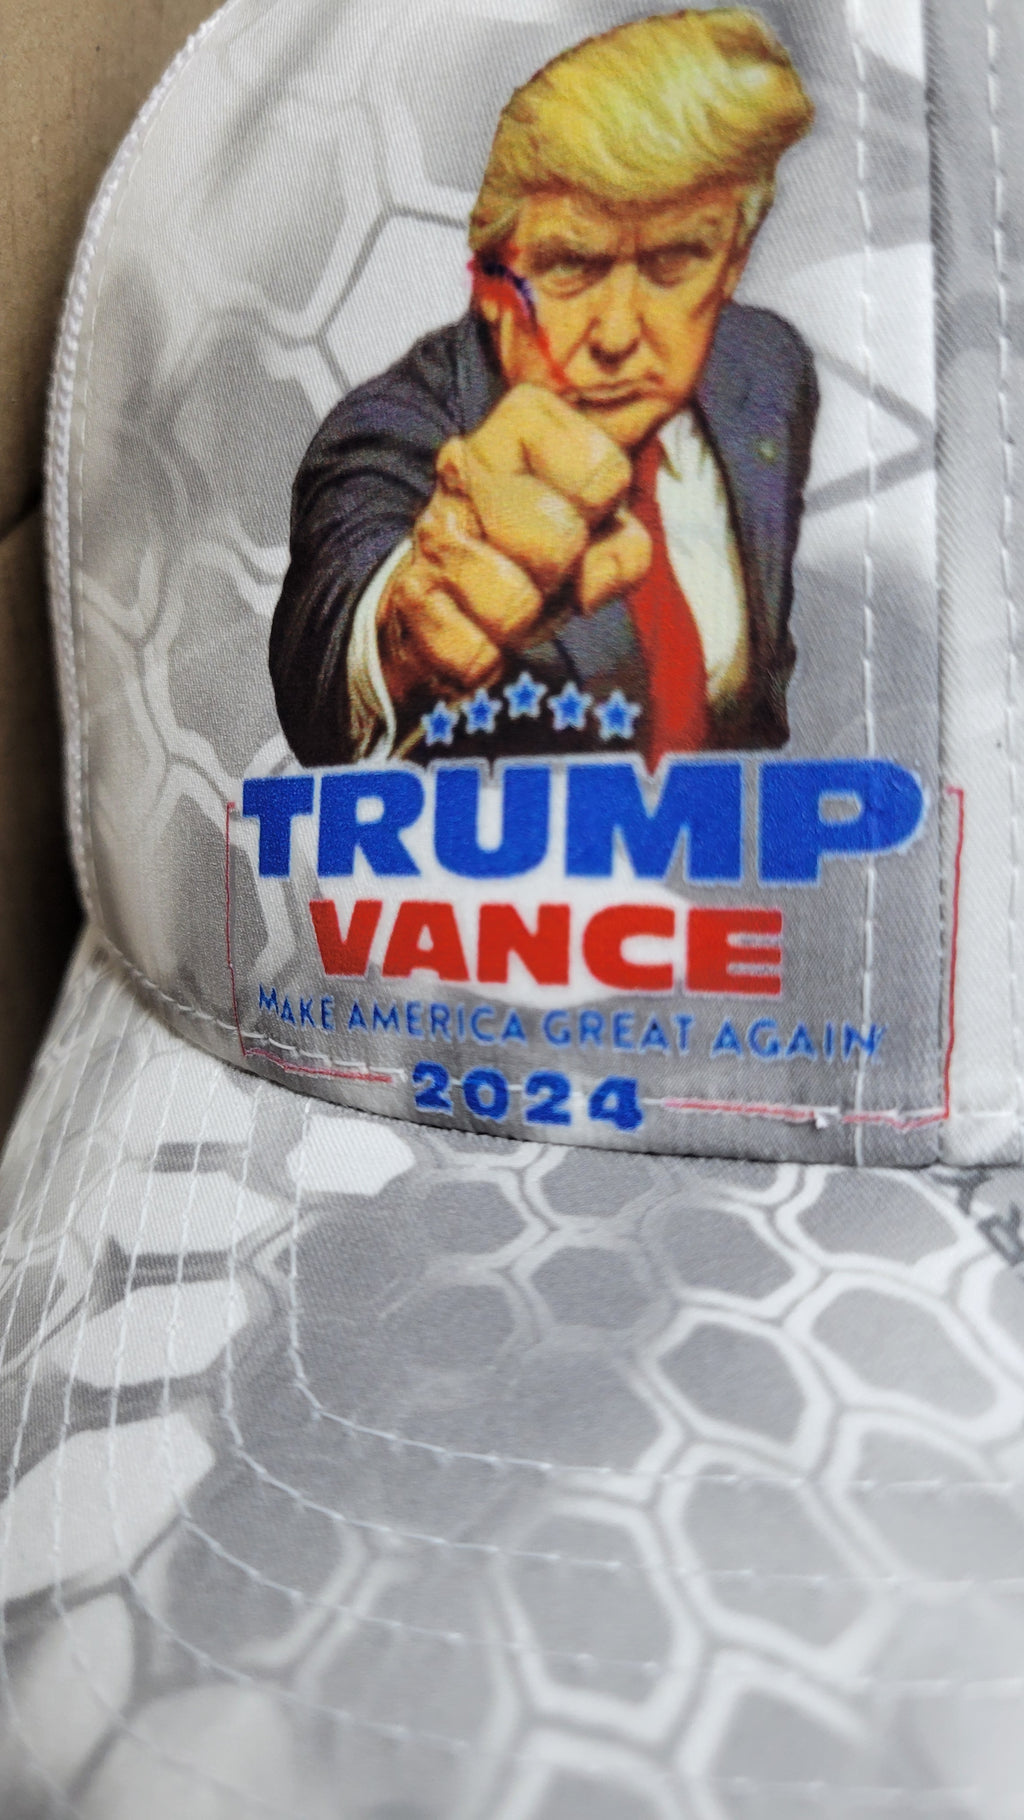 TRUMP
VANCE
MAKE AMERICA GREAT AGAIN
2024